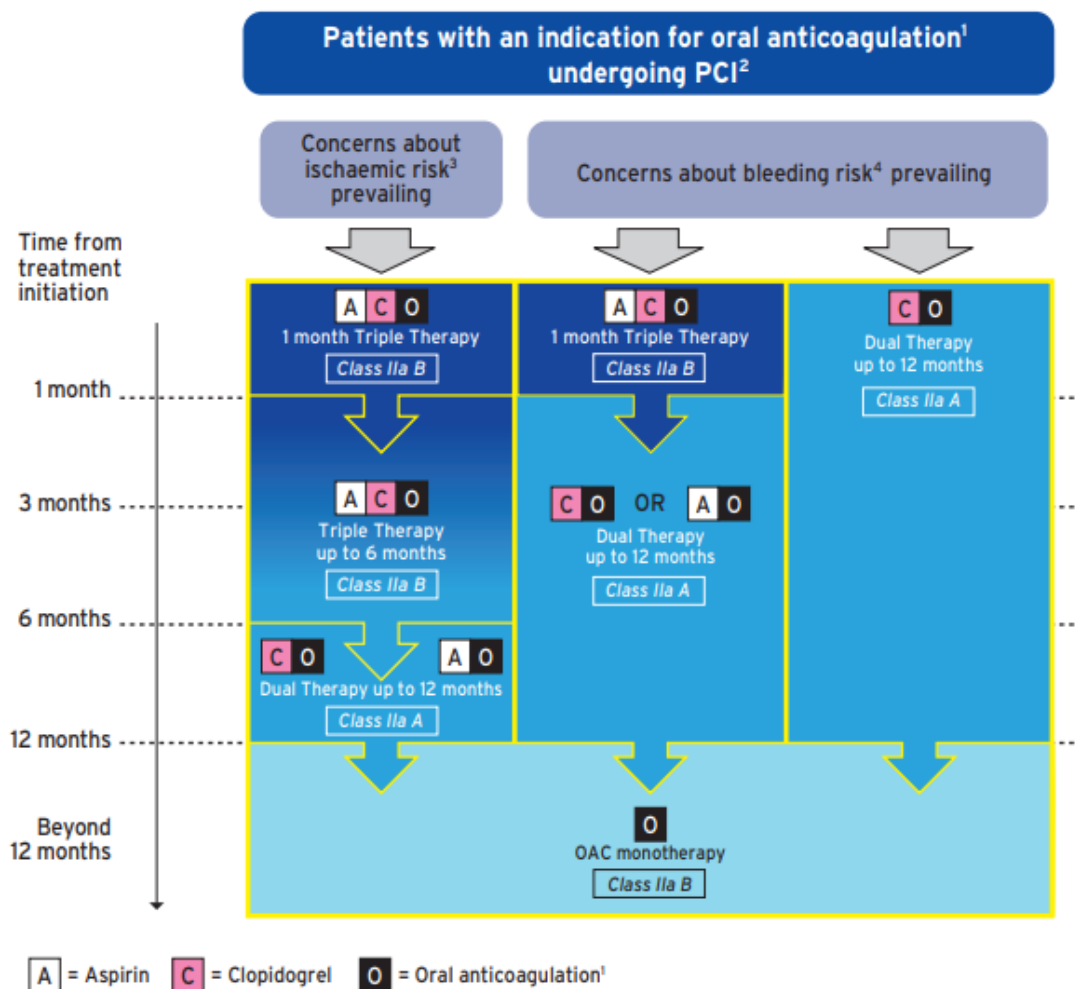 Patients with an indication for oral anticoagulation¹
undergoing PCI²
Concerns about
ischaemic risk³
prevailing
Concerns about bleeding risk⁴ prevailing
Time from
treatment
initiation
A C O
1 month Triple Therapy
Class IIa B
A C O
1 month Triple Therapy
Class IIa B
C O
Dual Therapy
up to 12 months
Class IIa A
1 month
3 months
A C O
Triple Therapy
up to 6 months
Class IIa B
C O OR A O
Dual Therapy
up to 12 months
Class IIa A
6 months
C O A O
Dual Therapy up to 12 months
Class IIa A
12 months
Beyond
12 months
O
OAC monotherapy
Class IIa B
A = Aspirin C = Clopidogrel O = Oral anticoagulation¹